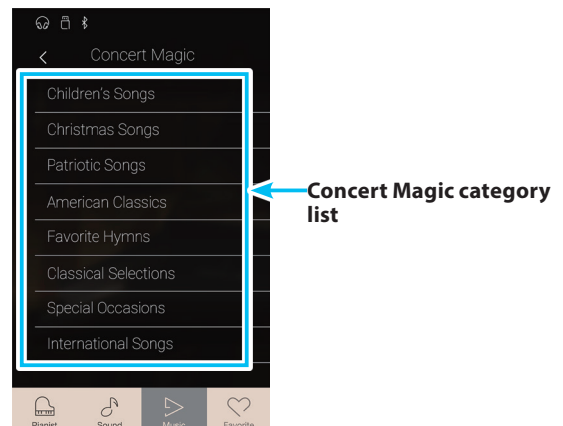 Concert Magic
Children's Songs
Christmas Songs
Patriotic Songs
American Classics
Favorite Hymns
Classical Selections
Special Occasions
International Songs
Concert Magic category
list
Pianist Sound Music Favorite